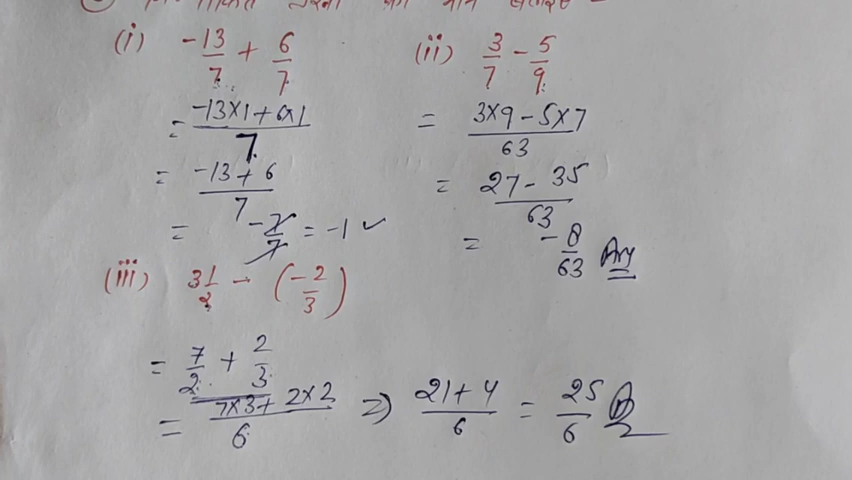 (i) -13/7 + 6/7
= -13×1+6×1/7
= -13+6/7
= -7/7 = -1 ✓
(ii) 3/7 - 5/9
= 3×9-5×7/63
= 27-35/63
= -8/63 Ans
(iii) 3 1/2 - (-2/3)
= 7/2 + 2/3
= 7×3+2×2/6 ⇒ 21+4/6 = 25/6